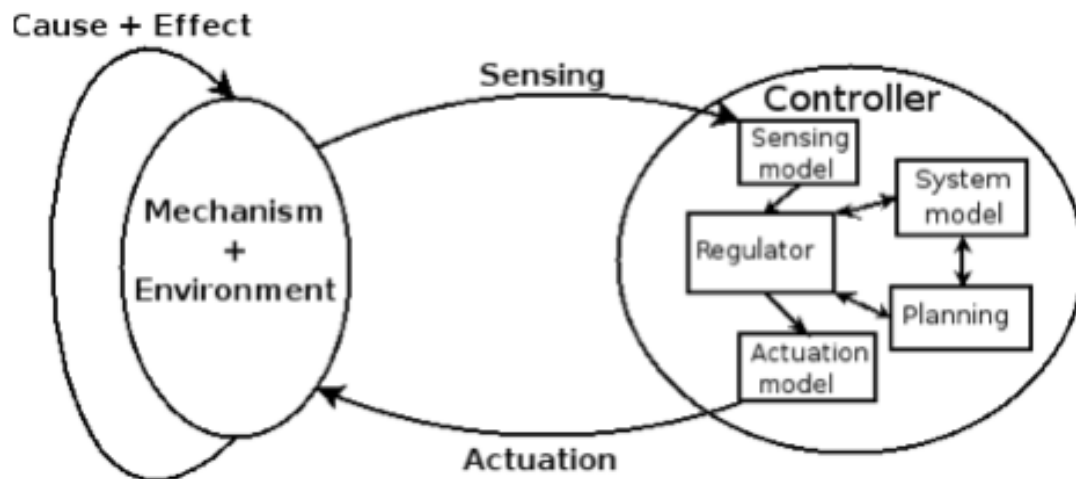 Cause + Effect
Sensing
Controller
Sensing
model
System
model
Mechanism
+
Environment
Regulator
Planning
Actuation
model
Actuation